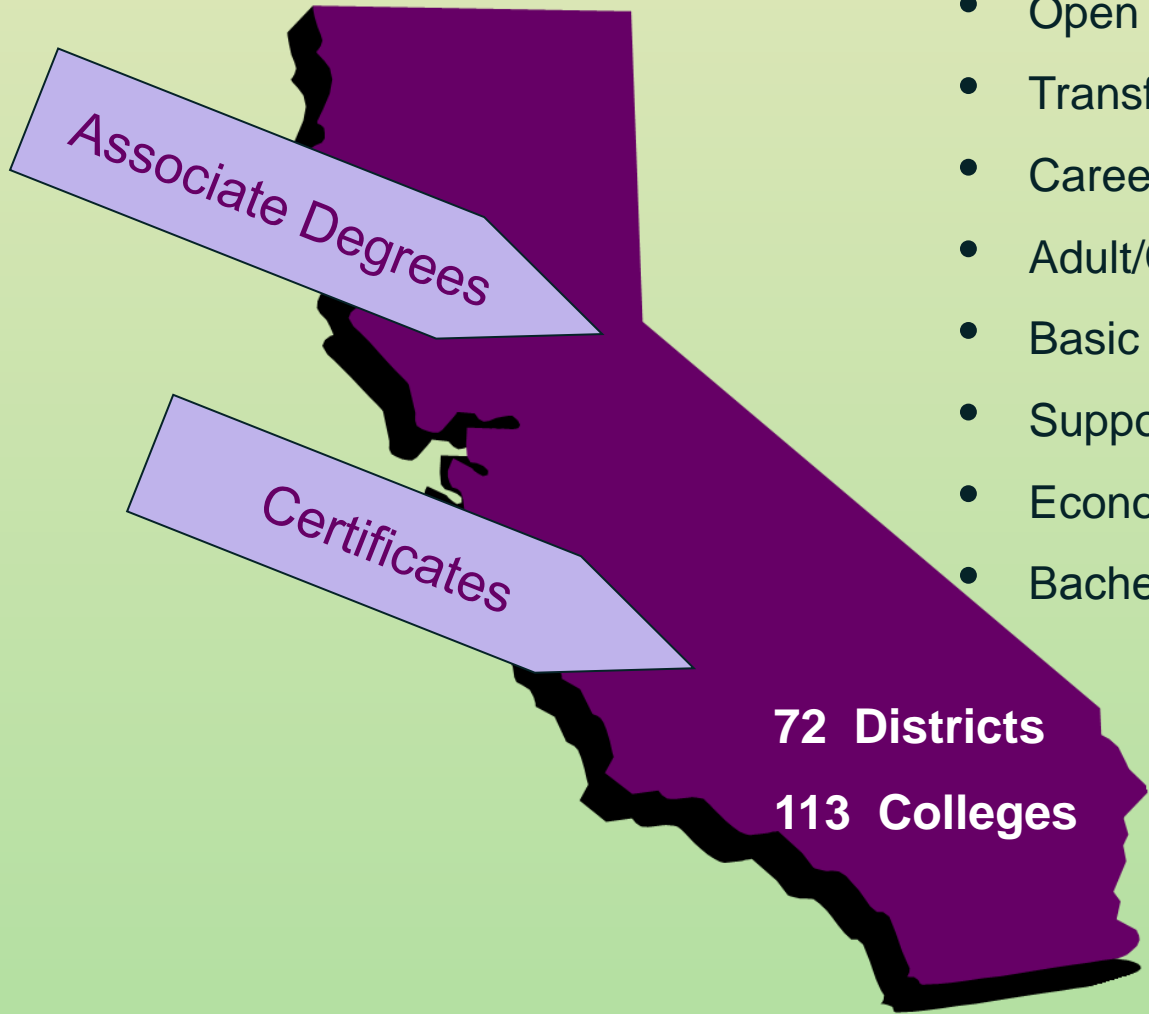 Associate Degrees
Certificates
72 Districts
113 Colleges
• Open
• Transf
• Caree
• Adult/
• Basic
• Suppo
• Econo
• Bache